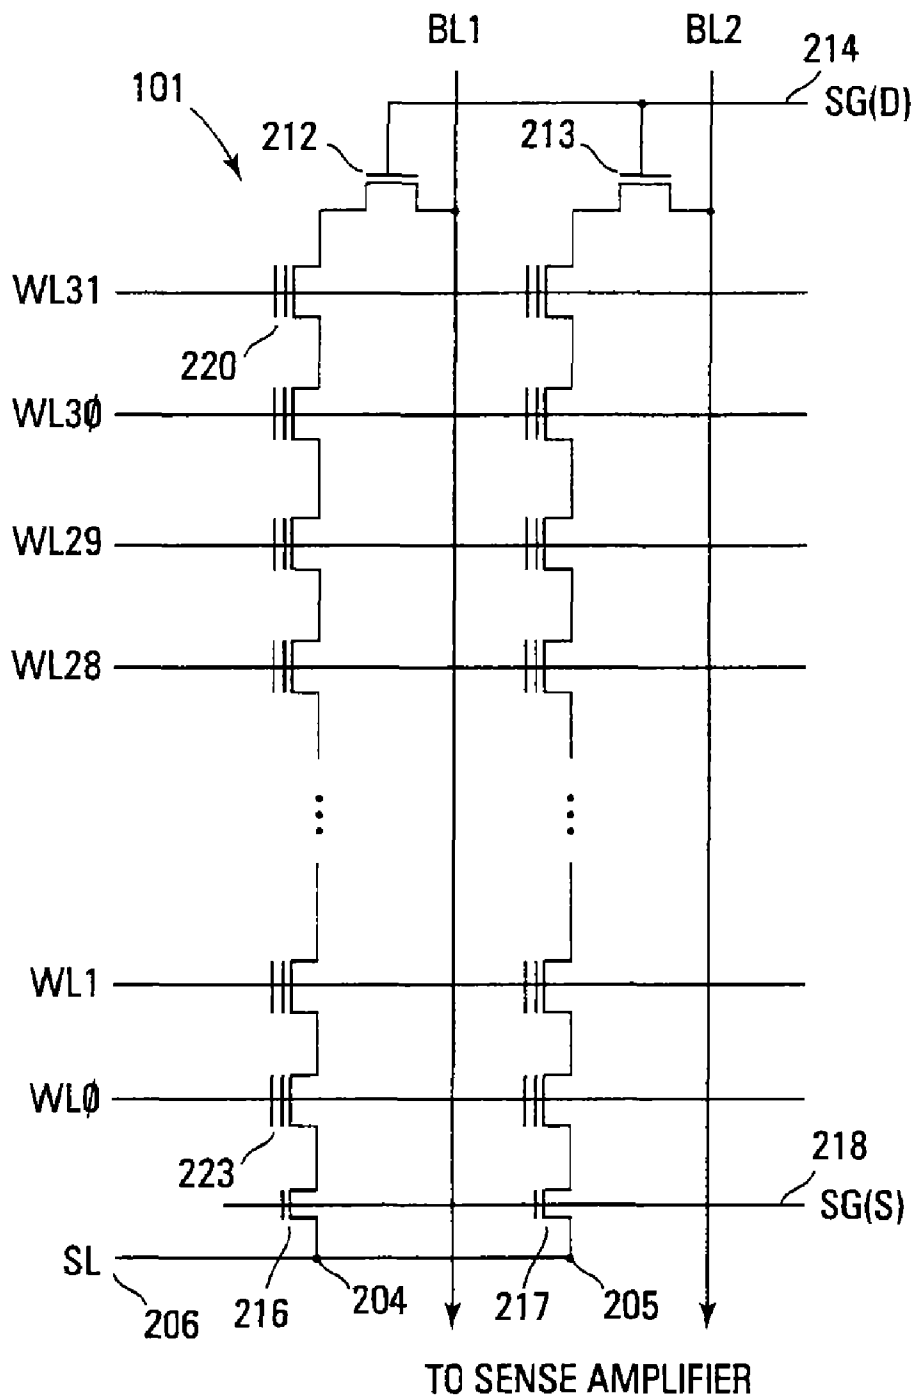 BL1
BL2
214
SG(D)
101
212
213
WL31
220
WL3Ø
WL29
WL28
WL1
WLØ
223
218
SG(S)
SL
206
216
204
217
205
TO SENSE AMPLIFIER